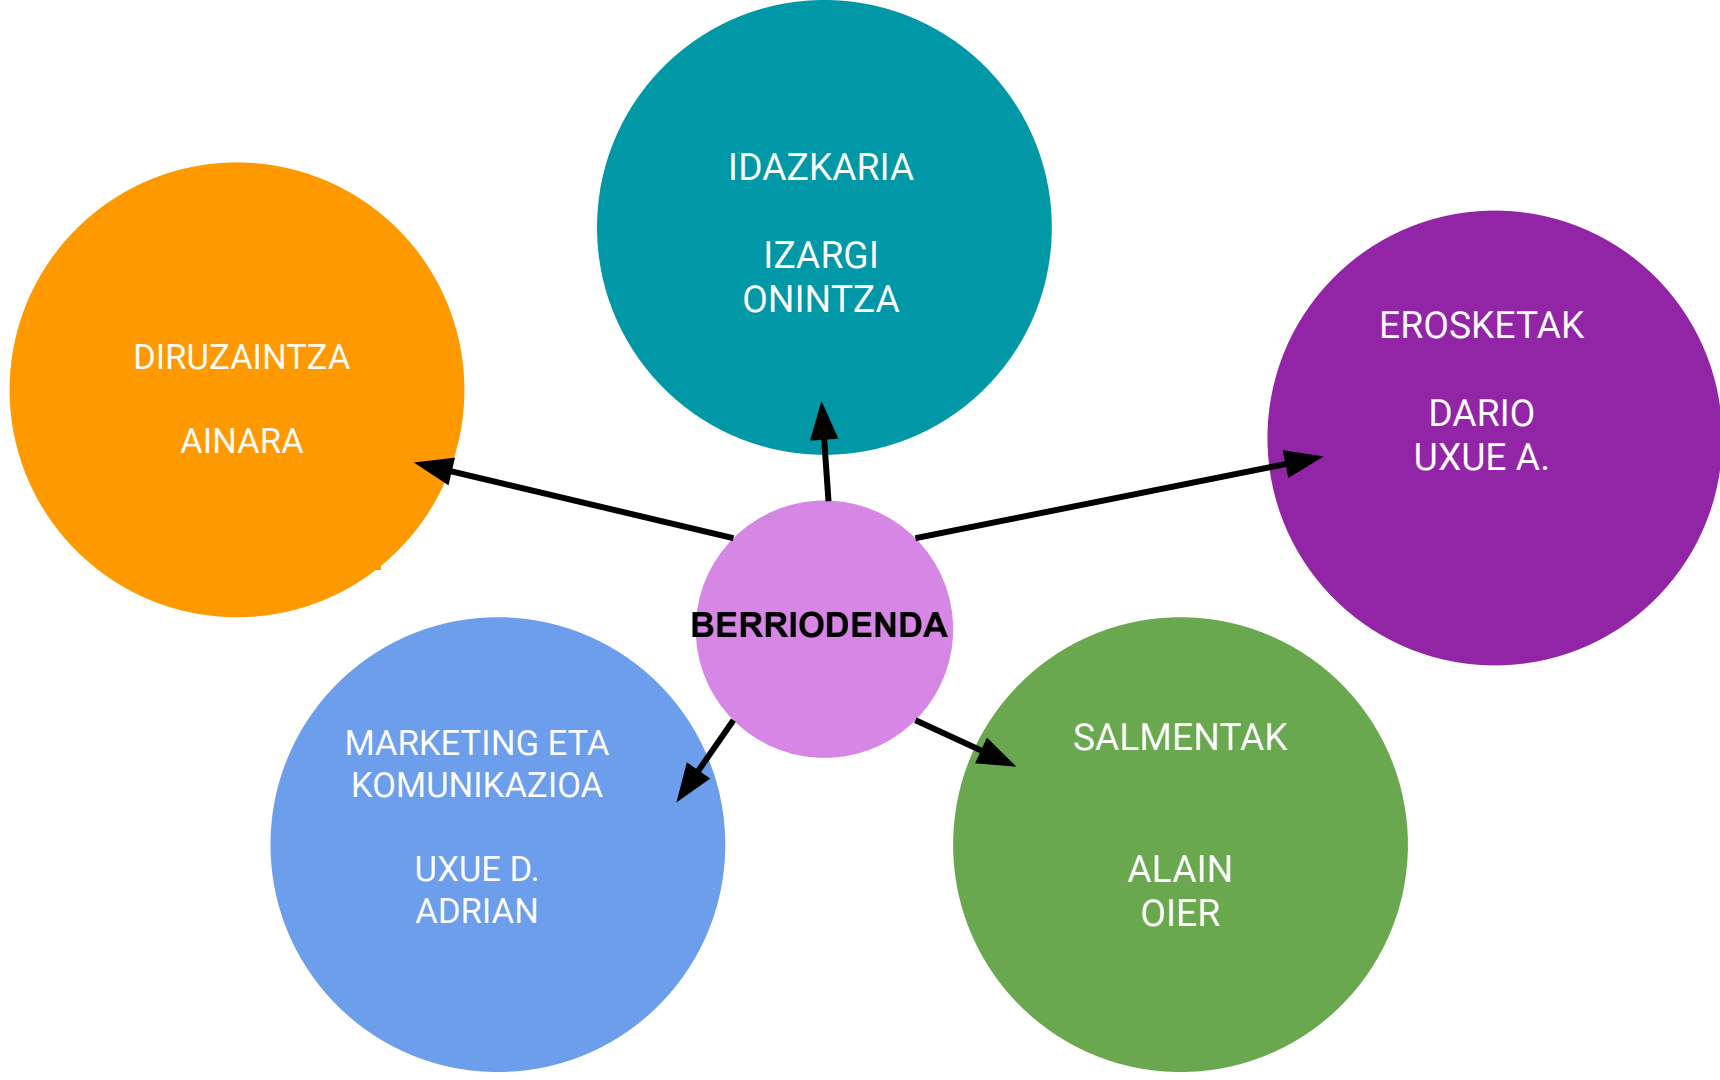 IDAZKARIA
IZARGI
ONINTZA
DIRUZAINTZA
AINARA
EROSKETAK
DARIO
UXUE A.
BERRIODENDA
MARKETING ETA
KOMUNIKAZIOA
UXUE D.
ADRIAN
SALMENTAK
ALAIN
OIER